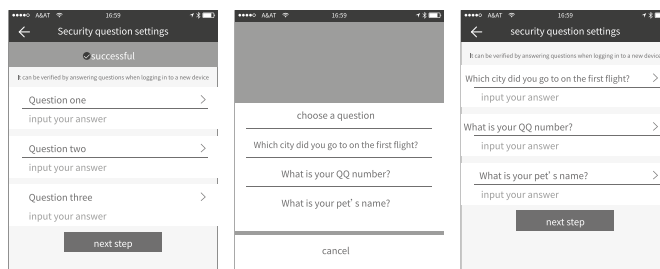 A&AT 16:59
Security question settings
successful
It can be verified by answering questions when logging in to a new device
Question one
input your answer
Question two
input your answer
Question three
input your answer
next step
A&AT 16:59
choose a question
Which city did you go to on the first flight?
What is your QQ number?
What is your pet's name?
cancel
A&AT 16:59
security question settings
It can be verified by answering questions when logging in to a new device
Which city did you go to on the first flight?
input your answer
What is your QQ number?
input your answer
What is your pet's name?
input your answer
next step